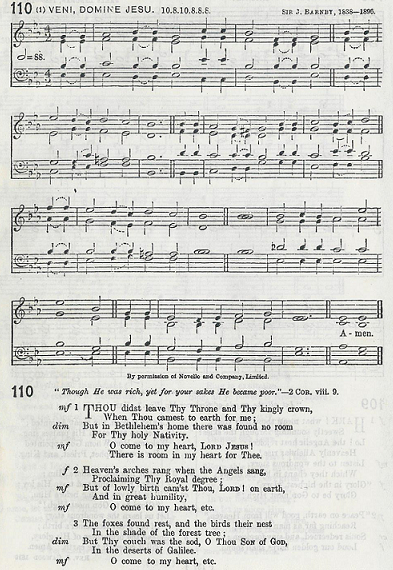 110 (1) VENI, DOMINE JESU. 10.8.10.8.8.8. SIR J. BARNBY, 1838—1896.
=88.
A - men.
By permission of Novello and Company, Limited.
110 "Though He was rich, yet for your sakes He became poor."—2 COR. viii. 9.
mf 1 THOU didst leave Thy Throne and Thy kingly crown,
When Thou camest to earth for me;
dim But in Bethlehem's home there was found no room
For Thy holy Nativity.
mf O come to my heart, LORD JESUS!
There is room in my heart for Thee.
f 2 Heaven's arches rang when the Angels sang,
Proclaiming Thy Royal degree;
mf But of lowly birth cam'st Thou, LORD! on earth,
And in great humility,
mf O come to my heart, etc.
3 The foxes found rest, and the birds their nest
In the shade of the forest tree;
dim But Thy couch was the sod, O Thou SON of GOD,
In the deserts of Galilee.
mf O come to my heart, etc.